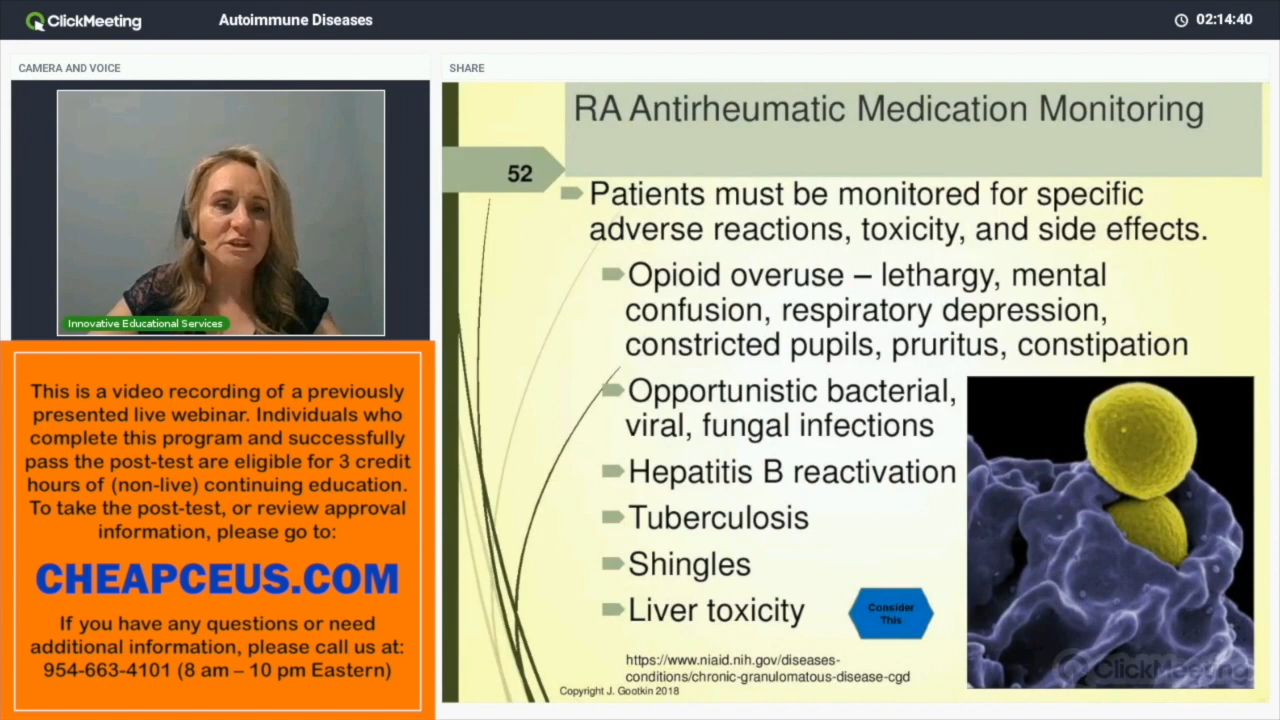 ClickMeeting
Autoimmune Diseases
02:14:40
CAMERA AND VOICE
Innovative Educational Services
This is a video recording of a previously
presented live webinar. Individuals who
complete this program and successfully
pass the post-test are eligible for 3 credit
hours of (non-live) continuing education.
To take the post-test, or review approval
information, please go to:
CHEAPCEUS.COM
If you have any questions or need
additional information, please call us at:
954-663-4101 (8 am – 10 pm Eastern)
SHARE
RA Antirheumatic Medication Monitoring
52
Patients must be monitored for specific
adverse reactions, toxicity, and side effects.
Opioid overuse – lethargy, mental
confusion, respiratory depression,
constricted pupils, pruritus, constipation
Opportunistic bacterial,
viral, fungal infections
Hepatitis B reactivation
Tuberculosis
Shingles
Liver toxicity
Consider
This
https://www.niaid.nih.gov/diseases-
conditions/chronic-granulomatous-disease-cgd
Copyright J. Gootkin 2018
ClickMeeting